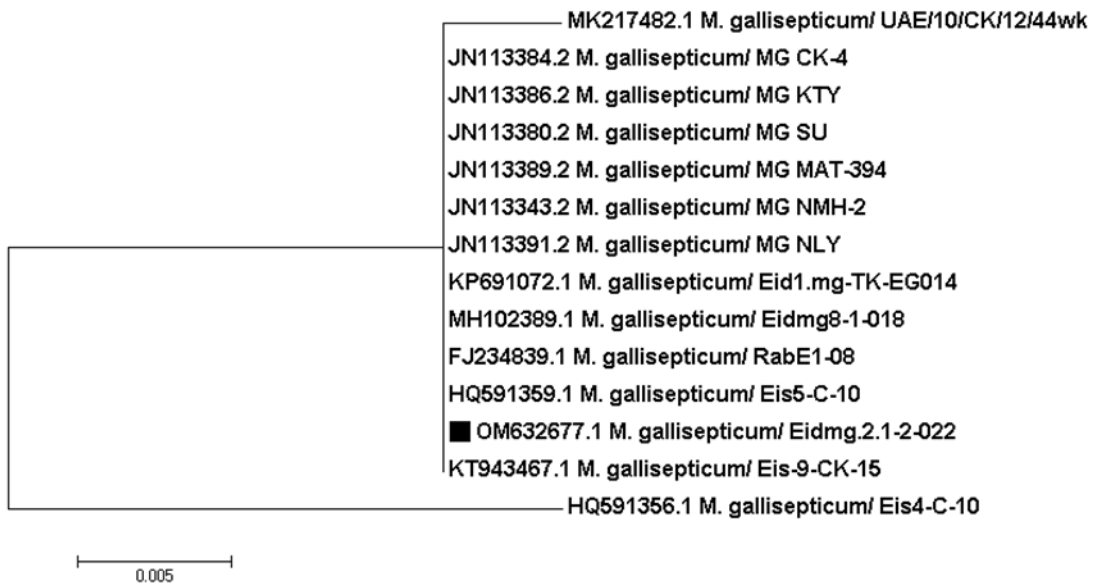 MK217482.1 M. gallisepticum/ UAE/10/CK/12/44wk
JN113384.2 M. gallisepticum/ MG CK-4
JN113386.2 M. gallisepticum/ MG KTY
JN113380.2 M. gallisepticum/ MG SU
JN113389.2 M. gallisepticum/ MG MAT-394
JN113343.2 M. gallisepticum/ MG NMH-2
JN113391.2 M. gallisepticum/ MG NLY
KP691072.1 M. gallisepticum/ Eid1.mg-TK-EG014
MH102389.1 M. gallisepticum/ Eidmg8-1-018
FJ234839.1 M. gallisepticum/ RabE1-08
HQ591359.1 M. gallisepticum/ Eis5-C-10
OM632677.1 M. gallisepticum/ Eidmg.2.1-2-022
KT943467.1 M. gallisepticum/ Eis-9-CK-15
HQ591356.1 M. gallisepticum/ Eis4-C-10
0.005